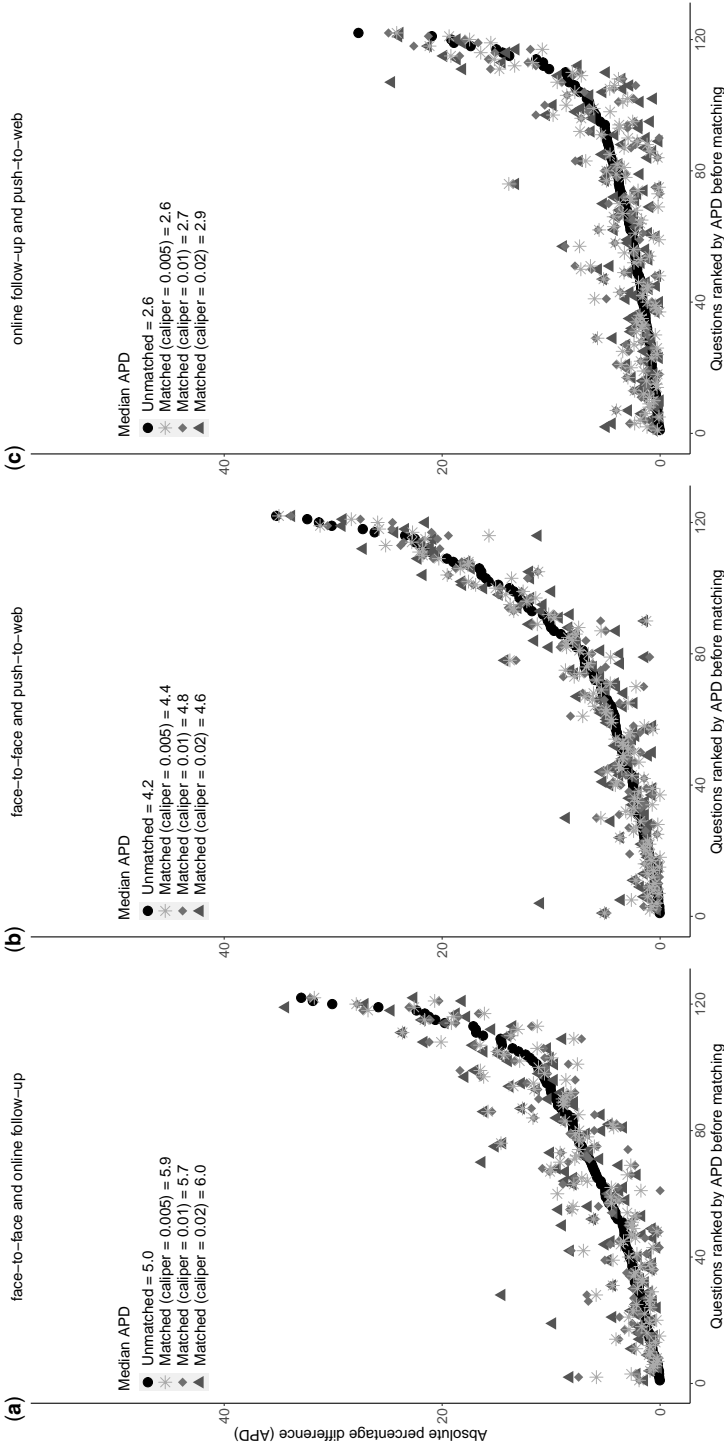 (a)
face−to−face and online follow−up
Absolute percentage difference (APD)
40
20
0
Median APD
Unmatched = 5.0
Matched (caliper = 0.005) = 5.9
Matched (caliper = 0.01) = 5.7
Matched (caliper = 0.02) = 6.0
0
40
80
120
Questions ranked by APD before matching
(b)
face−to−face and push−to−web
40
20
0
Median APD
Unmatched = 4.2
Matched (caliper = 0.005) = 4.4
Matched (caliper = 0.01) = 4.8
Matched (caliper = 0.02) = 4.6
0
40
80
120
Questions ranked by APD before matching
(c)
online follow−up and push−to−web
40
20
0
Median APD
Unmatched = 2.6
Matched (caliper = 0.005) = 2.6
Matched (caliper = 0.01) = 2.7
Matched (caliper = 0.02) = 2.9
0
40
80
120
Questions ranked by APD before matching